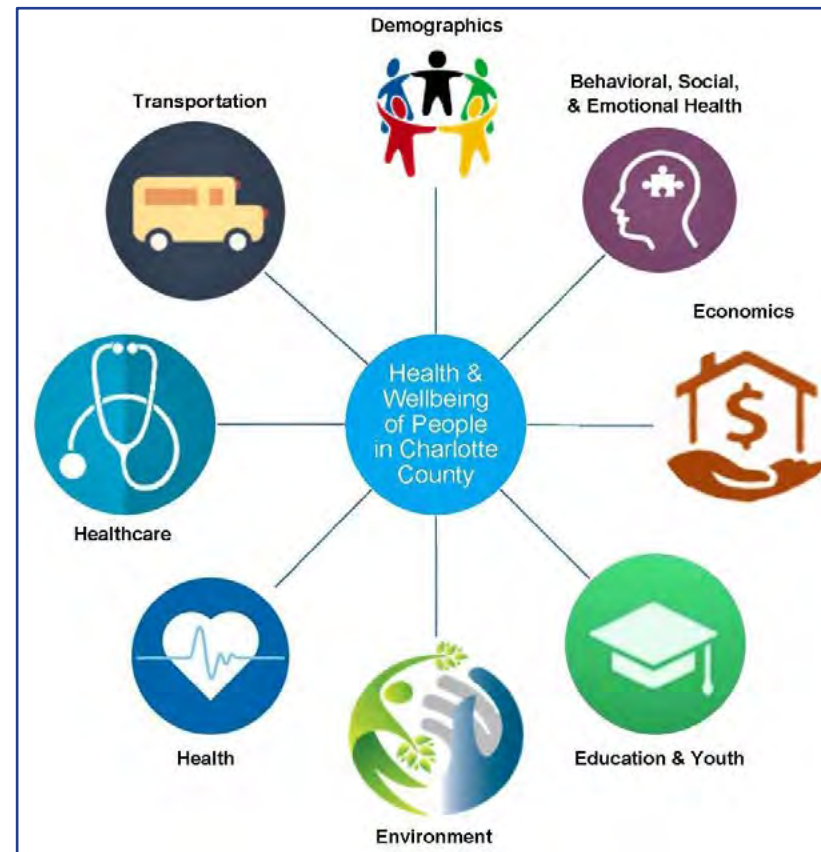 Demographics
Behavioral, Social,
& Emotional Health
Transportation
Economics
Health &
Wellbeing
of People
in Charlotte
County
$
Healthcare
Health
Education & Youth
Environment